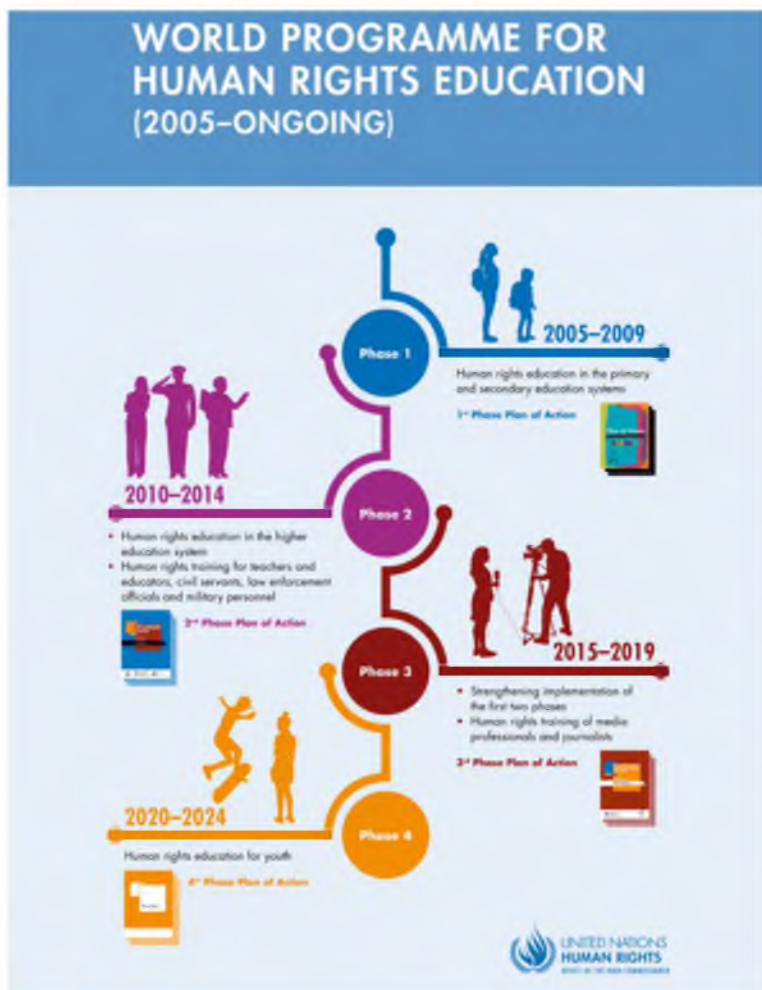 WORLD PROGRAMME FOR
HUMAN RIGHTS EDUCATION
(2005–ONGOING)
Phase 1
2005–2009
Human rights education in the primary
and secondary education systems
1st Phase Plan of Action
2010–2014
Phase 2
• Human rights education in the higher
education system
• Human rights training for teachers and
educators, civil servants, law enforcement
officials and military personnel
2nd Phase Plan of Action
Phase 3
2015–2019
• Strengthening implementation of
the first two phases
• Human rights training of media
professionals and journalists
3rd Phase Plan of Action
2020–2024
Phase 4
Human rights education for youth
4th Phase Plan of Action
UNITED NATIONS
HUMAN RIGHTS
OFFICE OF THE HIGH COMMISSIONER